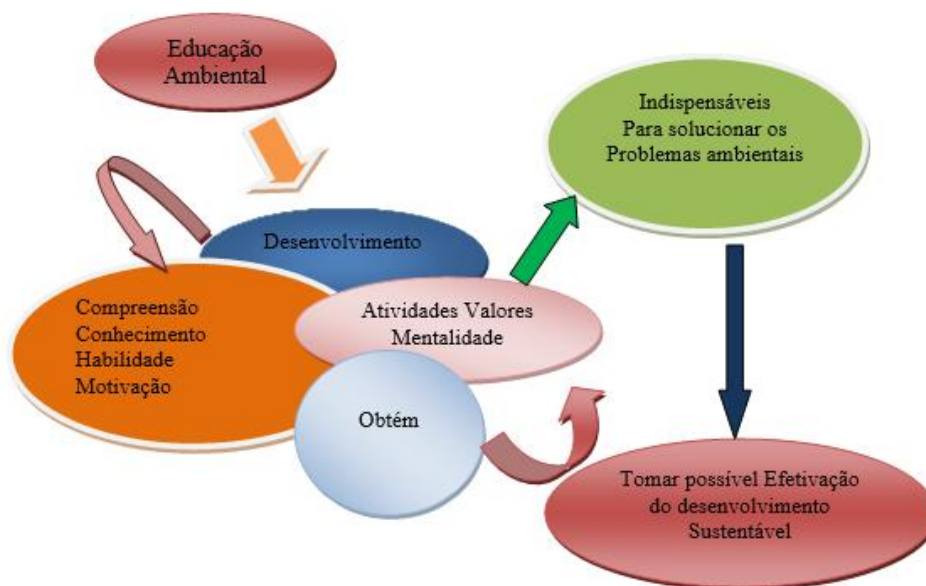 Educação
Ambiental
Indispensáveis
Para solucionar os
Problemas ambientais
Desenvolvimento
Compreensão
Conhecimento
Habilidade
Motivação
Atividades Valores
Mentalidade
Obtém
Tomar possível Efetivação
do desenvolvimento
Sustentável